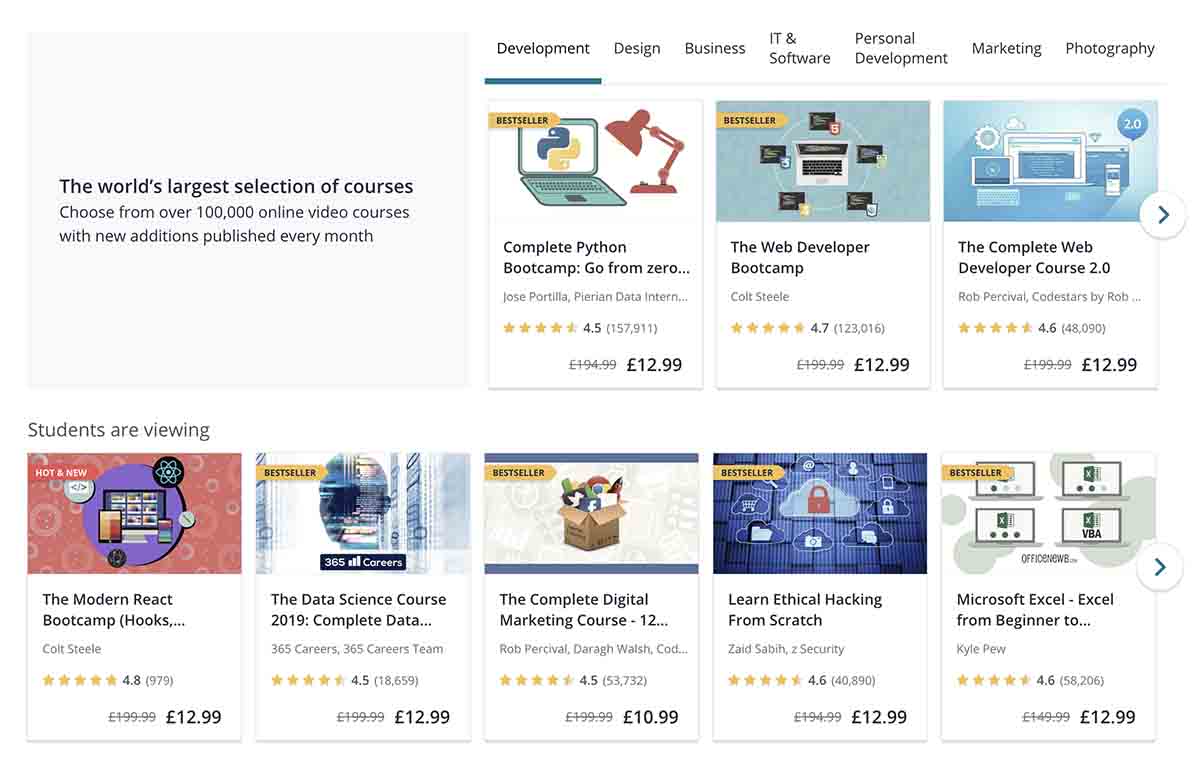 Development
Design
Business
IT &
Software
Personal
Development
Marketing
Photography
The world's largest selection of courses
Choose from over 100,000 online video courses
with new additions published every month
BESTSELLER
Complete Python
Bootcamp: Go from zero...
Jose Portilla, Pierian Data Intern...
4.5 (157,911)
£194.99 £12.99
BESTSELLER
5
3
The Web Developer
Bootcamp
Colt Steele
4.7 (123,016)
£199.99 £12.99
2.0
The Complete Web
Developer Course 2.0
Rob Percival, Codestars by Rob ...
4.6 (48,090)
£199.99 £12.99
Students are viewing
HOT & NEW
</>
The Modern React
Bootcamp (Hooks,...
Colt Steele
4.8 (979)
£199.99 £12.99
BESTSELLER
365 Careers
The Data Science Course
2019: Complete Data...
365 Careers, 365 Careers Team
4.5 (18,659)
£199.99 £12.99
BESTSELLER
The Complete Digital
Marketing Course - 12...
Rob Percival, Daragh Walsh, Cod...
4.5 (53,732)
£199.99 £10.99
BESTSELLER
@
Learn Ethical Hacking
From Scratch
Zaid Sabih, z Security
4.6 (40,890)
£194.99 £12.99
BESTSELLER
X
X
X
VBA
OFFICENEWB.COM
Microsoft Excel - Excel
from Beginner to...
Kyle Pew
4.6 (58,206)
£149.99 £12.99